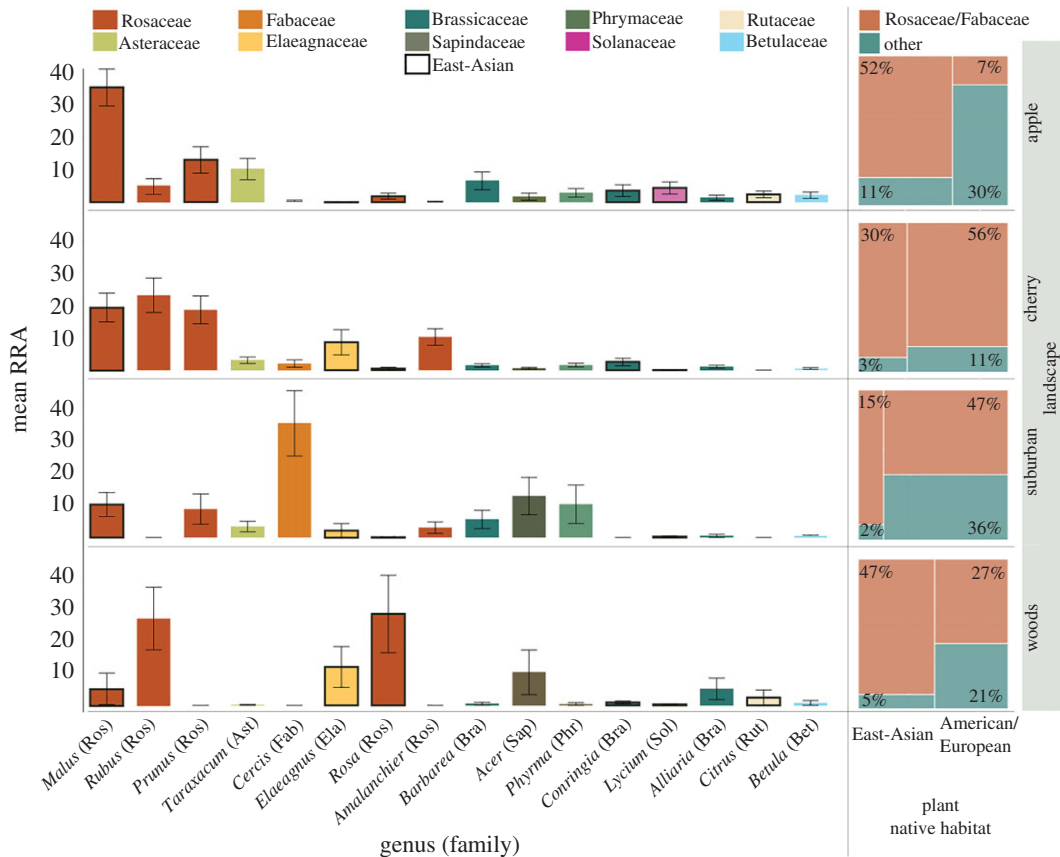 Rosaceae
Fabaceae
Brassicaceae
Phrymaceae
Rutaceae
Asteraceae
Elaeagnaceae
Sapindaceae
Solanaceae
Betulaceae
East-Asian
Rosaceae/Fabaceae
other
mean RRA
40
30
20
10
52%
7%
11%
30%
apple
40
30
20
10
30%
56%
3%
11%
cherry
40
30
20
10
15%
47%
2%
36%
suburban
40
30
20
10
47%
27%
5%
21%
woods
landscape
Malus (Ros)
Rubus (Ros)
Prunus (Ros)
Taraxacum (Ast)
Cercis (Fab)
Elaeagnus (Ela)
Rosa (Ros)
Amalanchier (Ros)
Barbarea (Bra)
Acer (Sap)
Phyrma (Phr)
Conringia (Bra)
Lycium (Sol)
Alliaria (Bra)
Citrus (Rut)
Betula (Bet)
genus (family)
East-Asian
American/
European
plant
native habitat